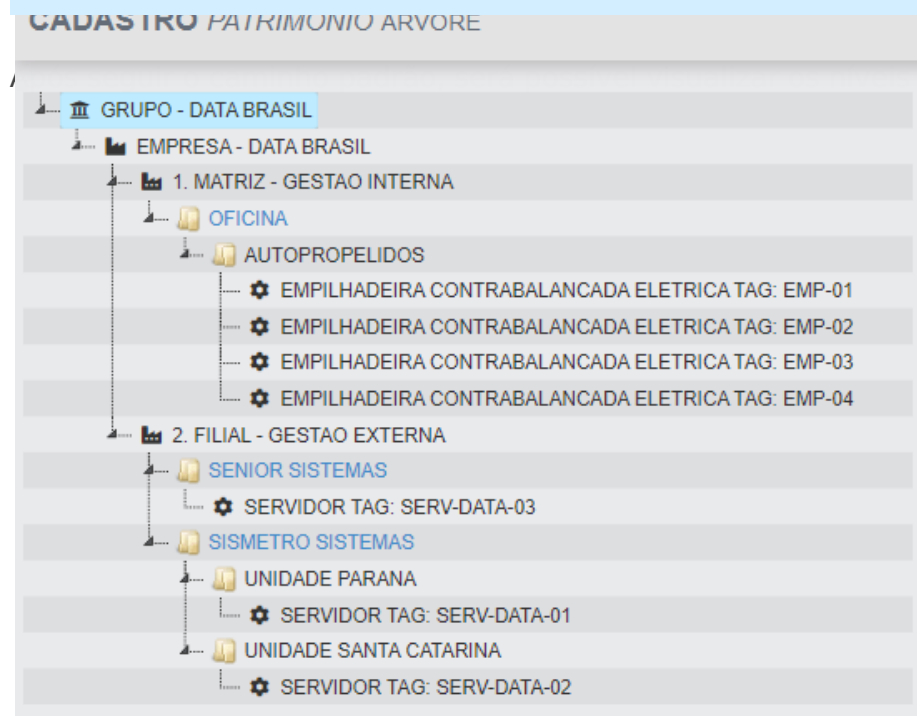 CADASTRO PATRIMONIO ARVORE
GRUPO - DATA BRASIL
EMPRESA - DATA BRASIL
1. MATRIZ - GESTAO INTERNA
OFICINA
AUTOPROPELIDOS
EMPILHADEIRA CONTRABALANCADA ELETRICA TAG: EMP-01
EMPILHADEIRA CONTRABALANCADA ELETRICA TAG: EMP-02
EMPILHADEIRA CONTRABALANCADA ELETRICA TAG: EMP-03
EMPILHADEIRA CONTRABALANCADA ELETRICA TAG: EMP-04
2. FILIAL - GESTAO EXTERNA
SENIOR SISTEMAS
SERVIDOR TAG: SERV-DATA-03
SISMETRO SISTEMAS
UNIDADE PARANA
SERVIDOR TAG: SERV-DATA-01
UNIDADE SANTA CATARINA
SERVIDOR TAG: SERV-DATA-02